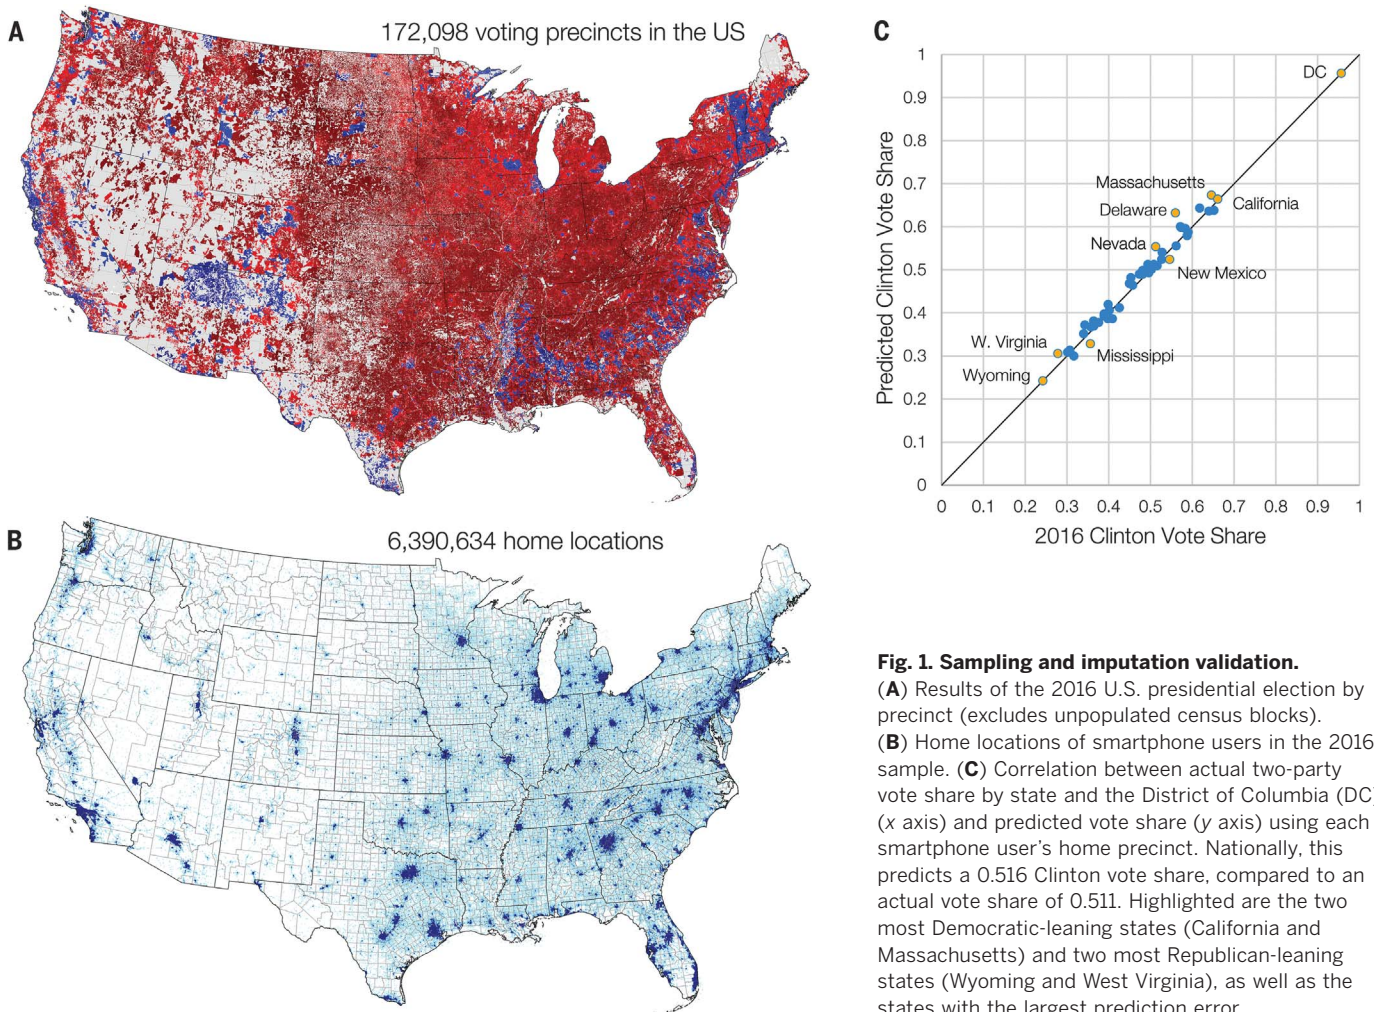 A
172,098 voting precincts in the US
B
6,390,634 home locations
C
Predicted Clinton Vote Share
1
0.9
0.8
0.7
0.6
0.5
0.4
0.3
0.2
0.1
0
DC
Massachusetts
California
Delaware
Nevada
New Mexico
W. Virginia
Mississippi
Wyoming
0 0.1 0.2 0.3 0.4 0.5 0.6 0.7 0.8 0.9 1
2016 Clinton Vote Share
Fig. 1. Sampling and imputation validation.
(A) Results of the 2016 U.S. presidential election by
precinct (excludes unpopulated census blocks).
(B) Home locations of smartphone users in the 2016
sample. (C) Correlation between actual two-party
vote share by state and the District of Columbia (DC)
(x axis) and predicted vote share (y axis) using each
smartphone user's home precinct. Nationally, this
predicts a 0.516 Clinton vote share, compared to an
actual vote share of 0.511. Highlighted are the two
most Democratic-leaning states (California and
Massachusetts) and two most Republican-leaning
states (Wyoming and West Virginia), as well as the
states with the largest prediction error.